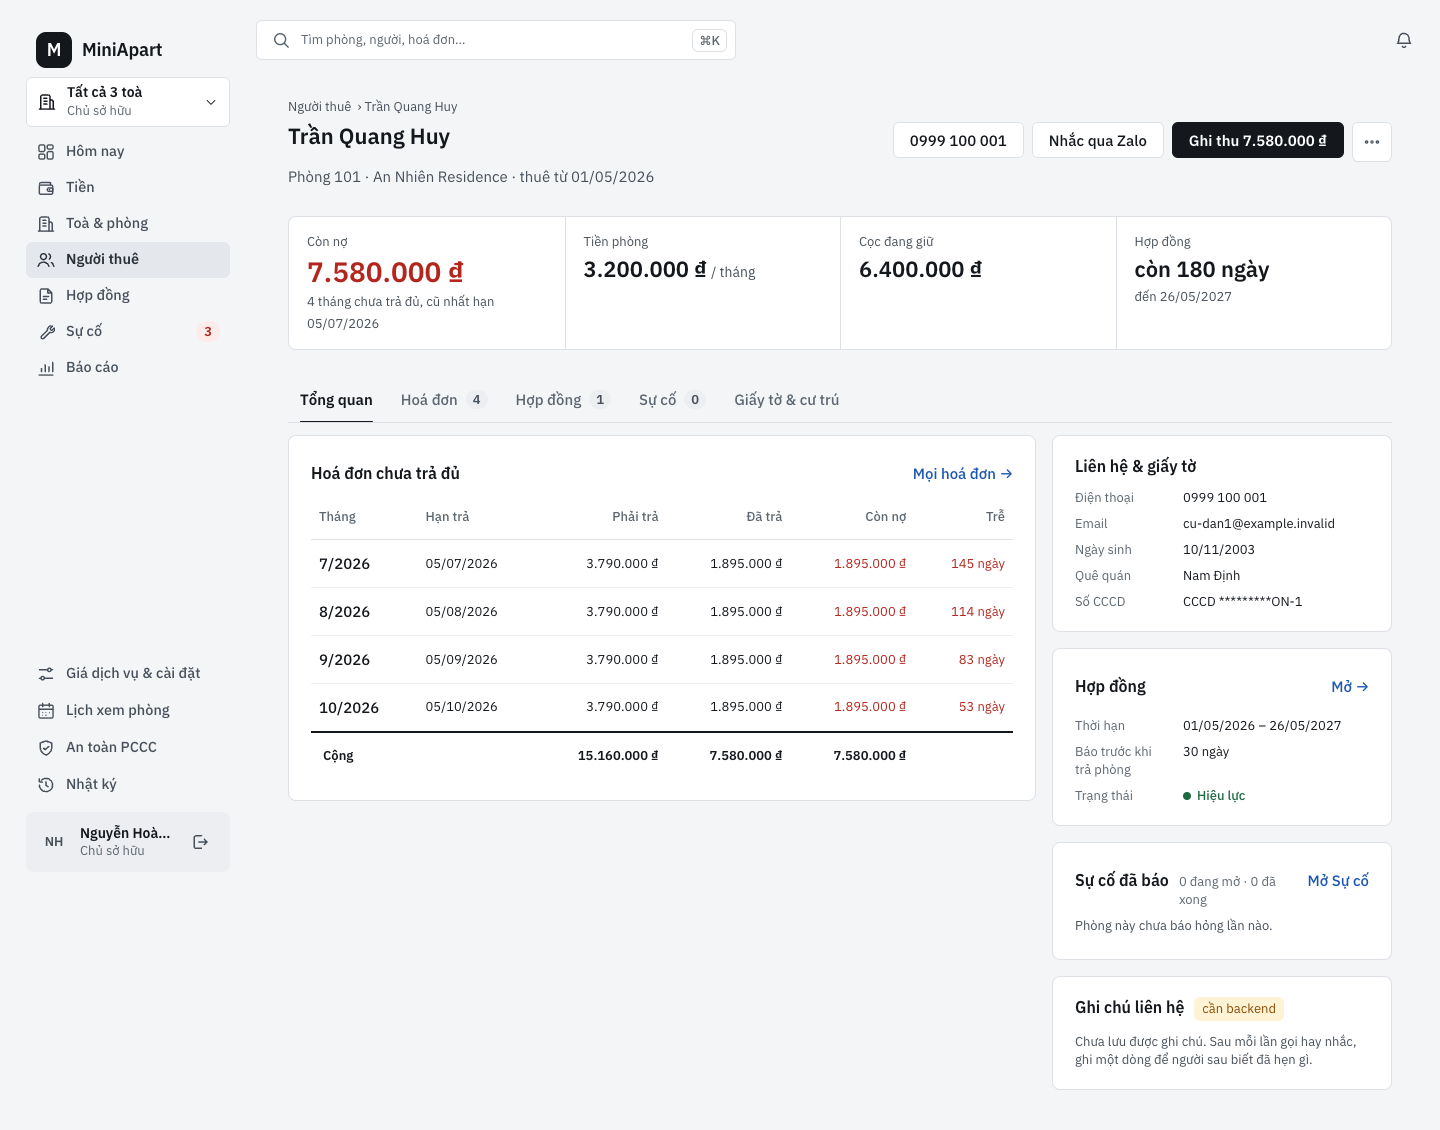 M MiniApart
Tìm phòng, người, hoá đơn...
⌘K
Tất cả 3 toà
Chủ sở hữu
Hôm nay
Tiền
Toà & phòng
Người thuê
Hợp đồng
Sự cố 3
Báo cáo
Giá dịch vụ & cài đặt
Lịch xem phòng
An toàn PCCC
Nhật ký
NH
Nguyễn Hoà...
Chủ sở hữu
Người thuê › Trần Quang Huy
Trần Quang Huy
0999 100 001
Nhắc qua Zalo
Ghi thu 7.580.000 ₫
Phòng 101 · An Nhiên Residence · thuê từ 01/05/2026
Còn nợ
7.580.000 ₫
4 tháng chưa trả đủ, cũ nhất hạn
05/07/2026
Tiền phòng
3.200.000 ₫ / tháng
Cọc đang giữ
6.400.000 ₫
Hợp đồng
còn 180 ngày
đến 26/05/2027
Tổng quan
Hoá đơn 4
Hợp đồng 1
Sự cố 0
Giấy tờ & cư trú
Hoá đơn chưa trả đủ
Mọi hoá đơn →
Tháng Hạn trả Phải trả Đã trả Còn nợ Trễ
7/2026 05/07/2026 3.790.000 ₫ 1.895.000 ₫ 1.895.000 ₫ 145 ngày
8/2026 05/08/2026 3.790.000 ₫ 1.895.000 ₫ 1.895.000 ₫ 114 ngày
9/2026 05/09/2026 3.790.000 ₫ 1.895.000 ₫ 1.895.000 ₫ 83 ngày
10/2026 05/10/2026 3.790.000 ₫ 1.895.000 ₫ 1.895.000 ₫ 53 ngày
Cộng 15.160.000 ₫ 7.580.000 ₫ 7.580.000 ₫
Liên hệ & giấy tờ
Điện thoại 0999 100 001
Email cu-dan1@example.invalid
Ngày sinh 10/11/2003
Quê quán Nam Định
Số CCCD CCCD *********ON-1
Hợp đồng
Mở →
Thời hạn 01/05/2026 – 26/05/2027
Báo trước khi 30 ngày
trả phòng
Trạng thái Hiệu lực
Sự cố đã báo 0 đang mở · 0 đã
xong
Mở Sự cố
Phòng này chưa báo hỏng lần nào.
Ghi chú liên hệ cần backend
Chưa lưu được ghi chú. Sau mỗi lần gọi hay nhắc,
ghi một dòng để người sau biết đã hẹn gì.